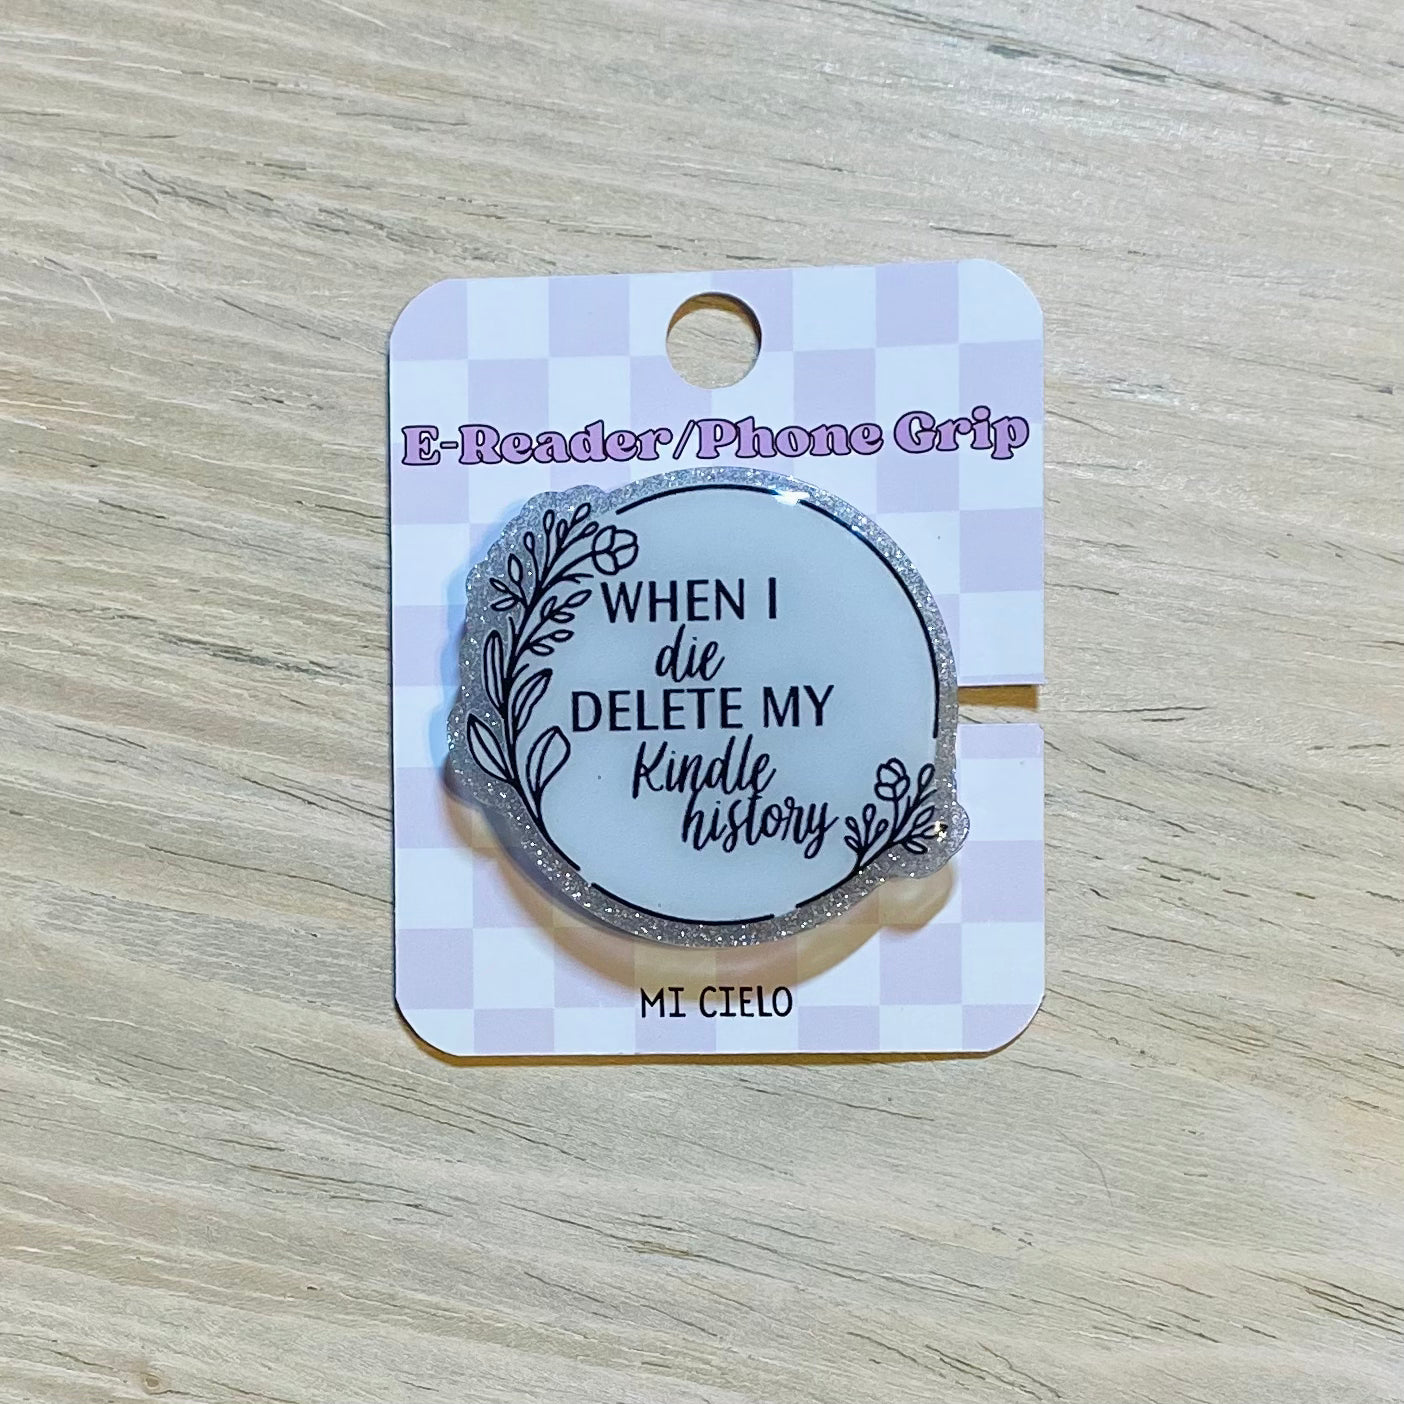 E-Reader/Phone Grip
WHEN I
die
DELETE MY
Kindle
history
MI CIELO